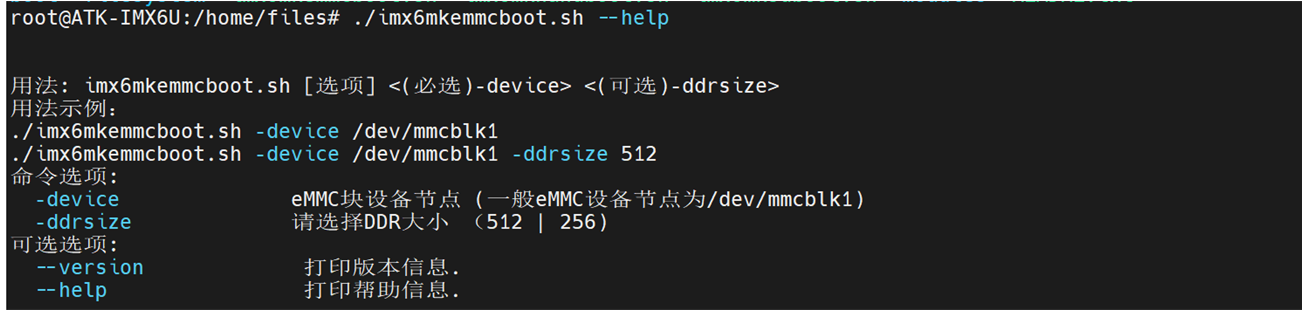 root@ATK-IMX6U:/home/files# ./imx6mkemmcboot.sh --help
用法: imx6mkemmcboot.sh [选项] <(必选)-device> <(可选)-ddrsize>
用法示例：
./imx6mkemmcboot.sh -device /dev/mmcblk1
./imx6mkemmcboot.sh -device /dev/mmcblk1 -ddrsize 512
命令选项:
-device eMMC块设备节点 (一般eMMC设备节点为/dev/mmcblk1)
-ddrsize 请选择DDR大小 （512 | 256)
可选选项:
--version 打印版本信息.
--help 打印帮助信息.